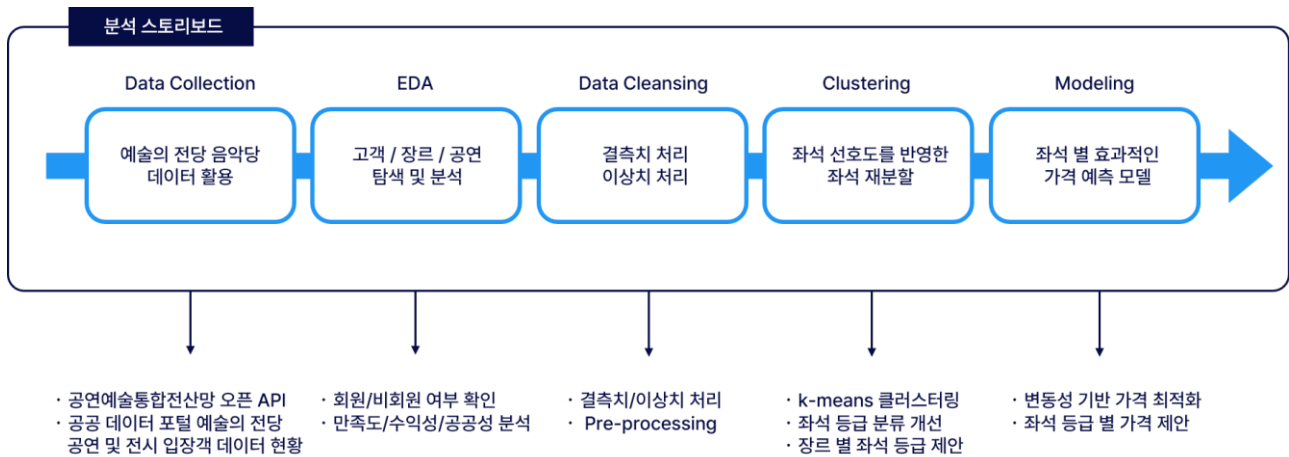 분석 스토리보드
Data Collection
예술의 전당 음악당
데이터 활용
EDA
고객 / 장르 / 공연
탐색 및 분석
Data Cleansing
결측치 처리
이상치 처리
Clustering
좌석 선호도를 반영한
좌석 재분할
Modeling
좌석 별 효과적인
가격 예측 모델
· 공연예술통합전산망 오픈 API
· 공공 데이터 포털 예술의 전당
공연 및 전시 입장객 데이터 현황
· 회원/비회원 여부 확인
· 만족도/수익성/공공성 분석
· 결측치/이상치 처리
· Pre-processing
· k-means 클러스터링
· 좌석 등급 분류 개선
· 장르 별 좌석 등급 제안
· 변동성 기반 가격 최적화
· 좌석 등급 별 가격 제안